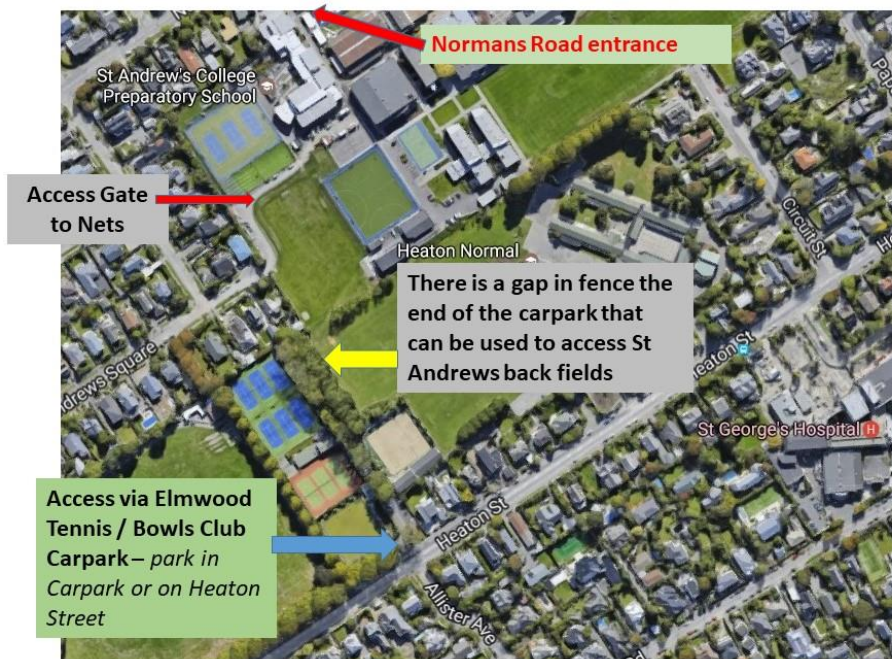 Normans Road entrance
St Andrew's College
Preparatory School
Access Gate
to Nets
Circuit St
Heaton Normal
There is a gap in fence the
end of the carpark that
can be used to access St
Andrews back fields
Heaton St
St George's Hospital
H
Access via Elmwood
Tennis / Bowls Club
Carpark – park in
Carpark or on Heaton
Street
Heaton St
Allister Ave